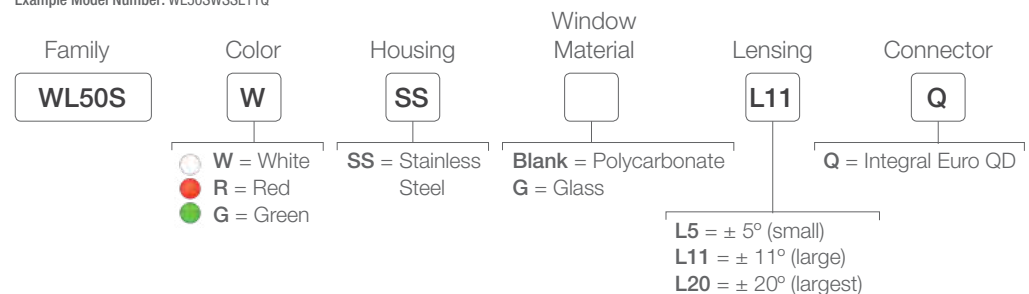 Example Model Number: WL50SWSSL11Q
Family
Color
Housing
Window
Material
Lensing
Connector
WL50S
W
SS
L11
Q
W = White
R = Red
G = Green
SS = Stainless
Steel
Blank = Polycarbonate
G = Glass
Q = Integral Euro QD
L5 = ± 5º (small)
L11 = ± 11º (large)
L20 = ± 20º (largest)